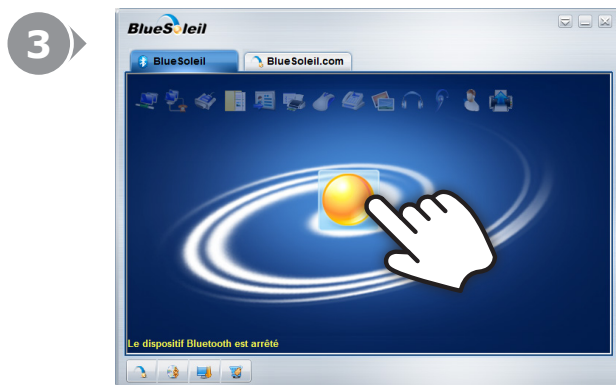 3
BlueSoleil
BlueSoleil
BlueSoleil.com
Le dispositif Bluetooth est arrêté